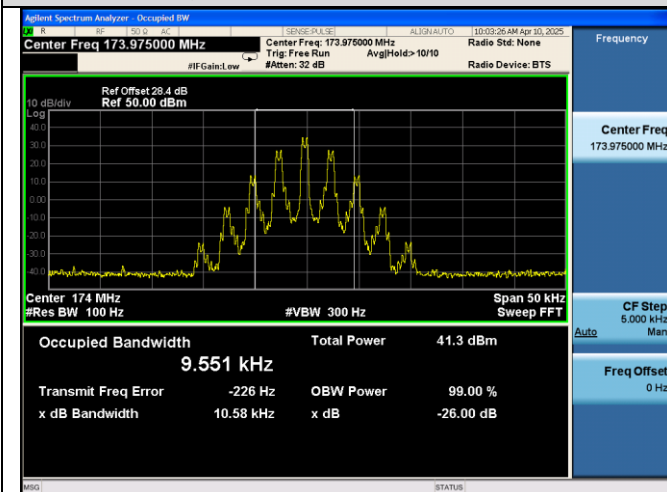 Agilent Spectrum Analyzer - Occupied BW
R RF 50 Ω AC SENSE:PULSE ALIGNAUTO 10:03:26 AM Apr 10, 2025
Center Freq 173.975000 MHz
Center Freq: 173.975000 MHz Radio Std: None
Trig: Free Run Avg|Hold:> 10/10
#IFGain:Low #Atten: 32 dB Radio Device: BTS
Ref Offset 28.4 dB
10 dB/div Ref 50.00 dBm
Log
40.0
30.0
20.0
10.0
0.00
-10.0
-20.0
-30.0
-40.0
Center 174 MHz Span 50 kHz
#Res BW 100 Hz #VBW 300 Hz Sweep FFT
Occupied Bandwidth Total Power 41.3 dBm
9.551 kHz
Transmit Freq Error -226 Hz OBW Power 99.00 %
x dB Bandwidth 10.58 kHz x dB -26.00 dB
MSG STATUS
Frequency
Center Freq
173.975000 MHz
CF Step
5.000 kHz
Auto Man
Freq Offset
0 Hz